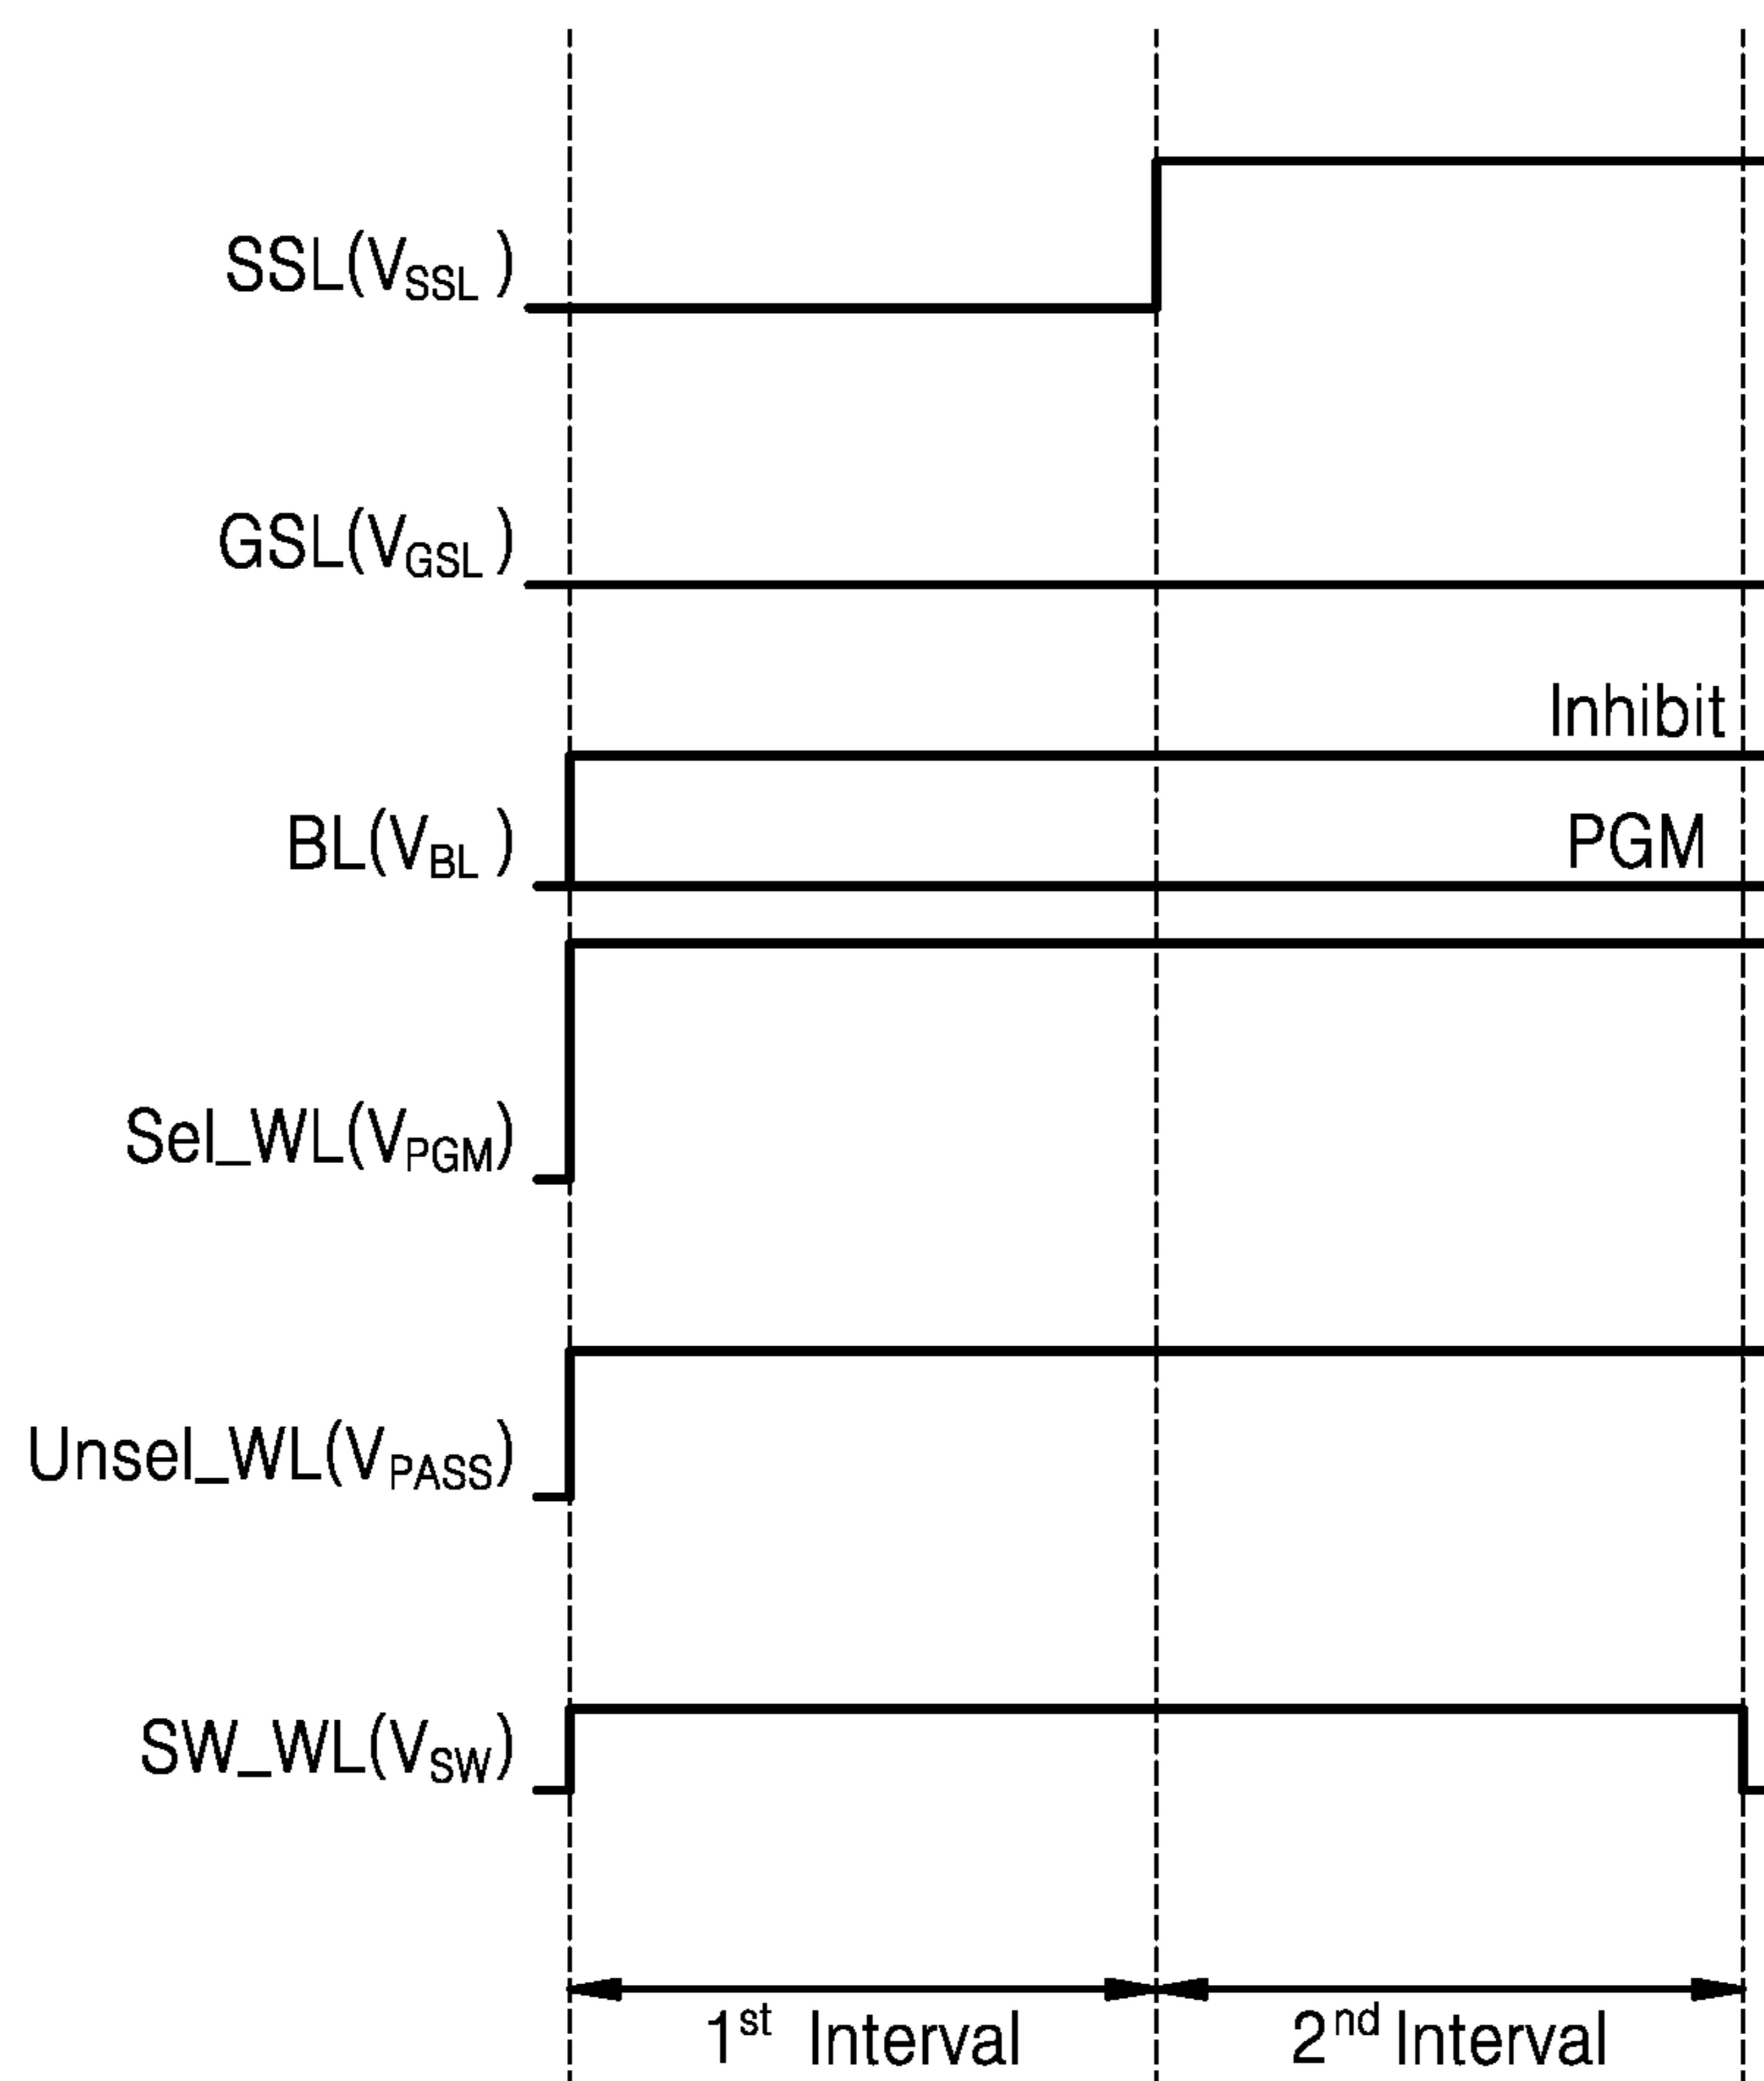 SSL(VSSL )
GSL(VGSL )
Inhibit
BL(VBL )
PGM
Sel_WL(VPGM)
Unsel_WL(VPASS)
SW_WL(VSW)
1st Interval
2nd Interval